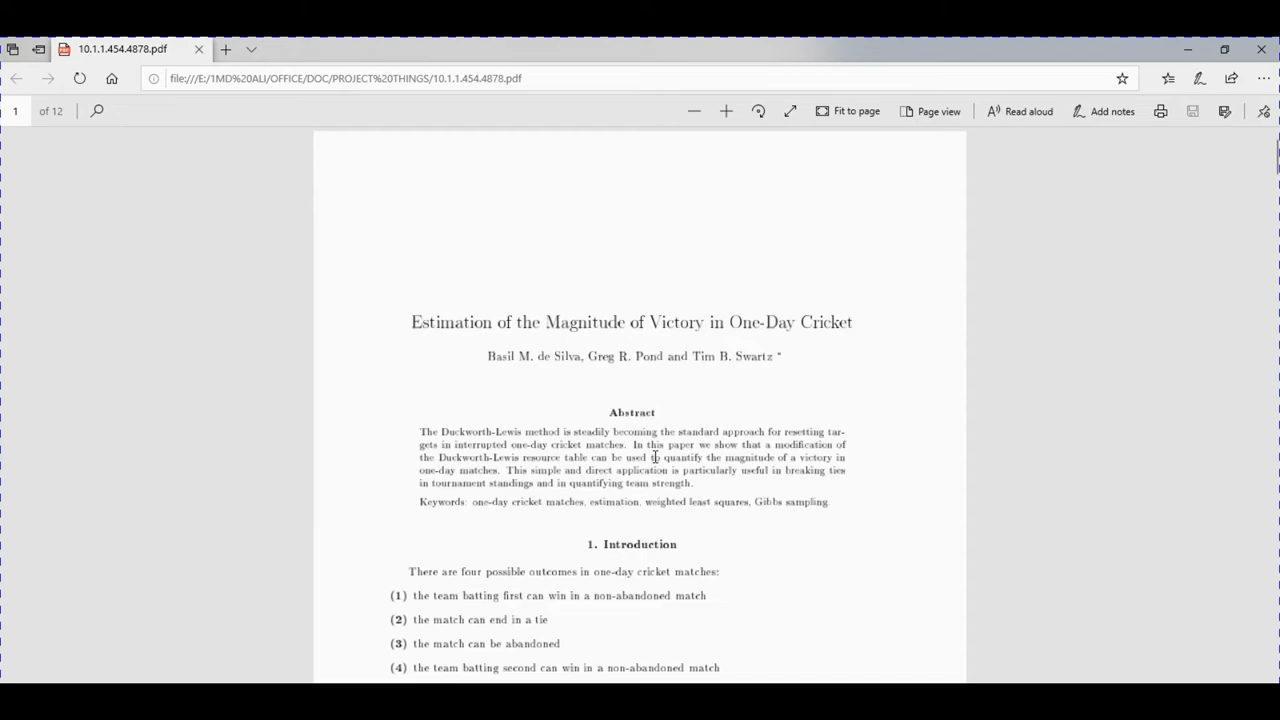 10.1.1.454.4878.pdf
file:///E:/1MD%20ALI/OFFICE/DOC/PROJECT%20THINGS/10.1.1.454.4878.pdf
1 of 12 Fit to page Page view Read aloud Add notes
Estimation of the Magnitude of Victory in One-Day Cricket
Basil M. de Silva, Greg R. Pond and Tim B. Swartz *
Abstract
The Duckworth-Lewis method is steadily becoming the standard approach for resetting tar-
gets in interrupted one-day cricket matches. In this paper we show that a modification of
the Duckworth-Lewis resource table can be used to quantify the magnitude of a victory in
one-day matches. This simple and direct application is particularly useful in breaking ties
in tournament standings and in quantifying team strength.
Keywords: one-day cricket matches, estimation, weighted least squares, Gibbs sampling.
1. Introduction
There are four possible outcomes in one-day cricket matches:
(1) the team batting first can win in a non-abandoned match
(2) the match can end in a tie
(3) the match can be abandoned
(4) the team batting second can win in a non-abandoned match